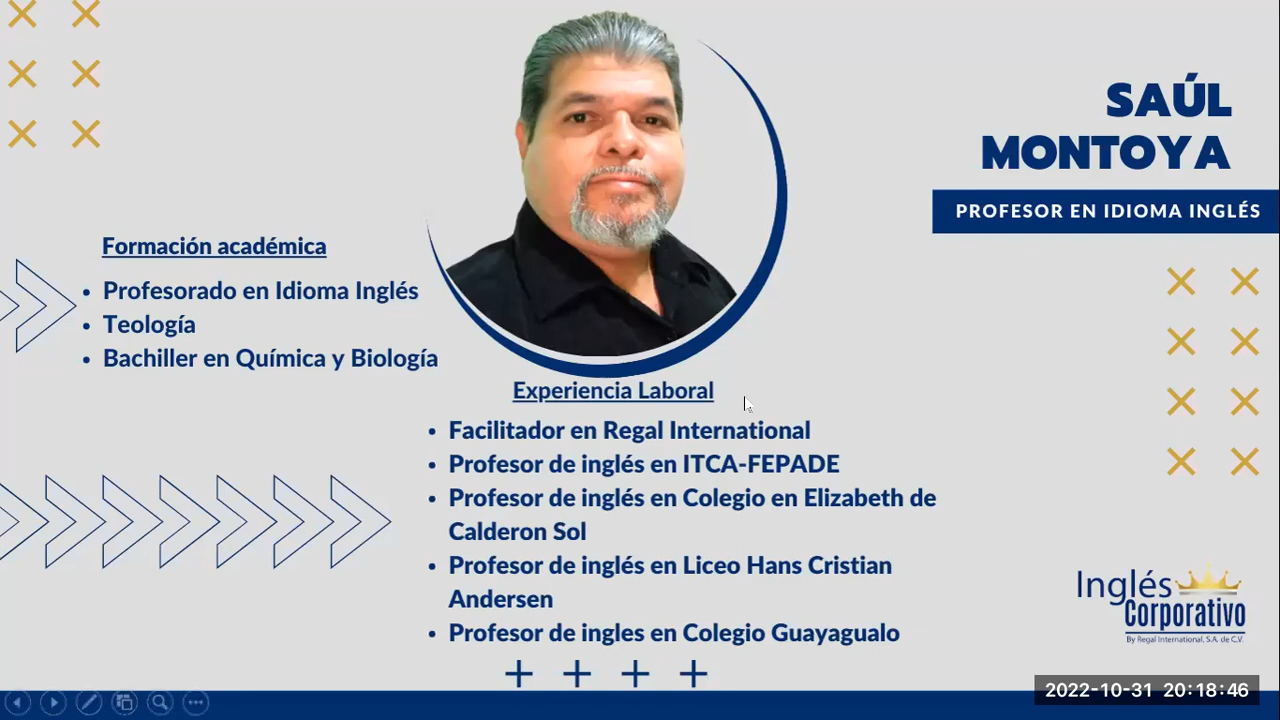 SAÚL
MONTOYA
PROFESOR EN IDIOMA INGLÉS
Formación académica
• Profesorado en Idioma Inglés
• Teología
• Bachiller en Química y Biología
Experiencia Laboral
• Facilitador en Regal International
• Profesor de inglés en ITCA-FEPADE
• Profesor de inglés en Colegio en Elizabeth de
Calderon Sol
• Profesor de inglés en Liceo Hans Cristian
Andersen
• Profesor de ingles en Colegio Guayagualo
Inglés
Corporativo
By Regal International, S.A. de C.V.
2022-10-31 20:18:46